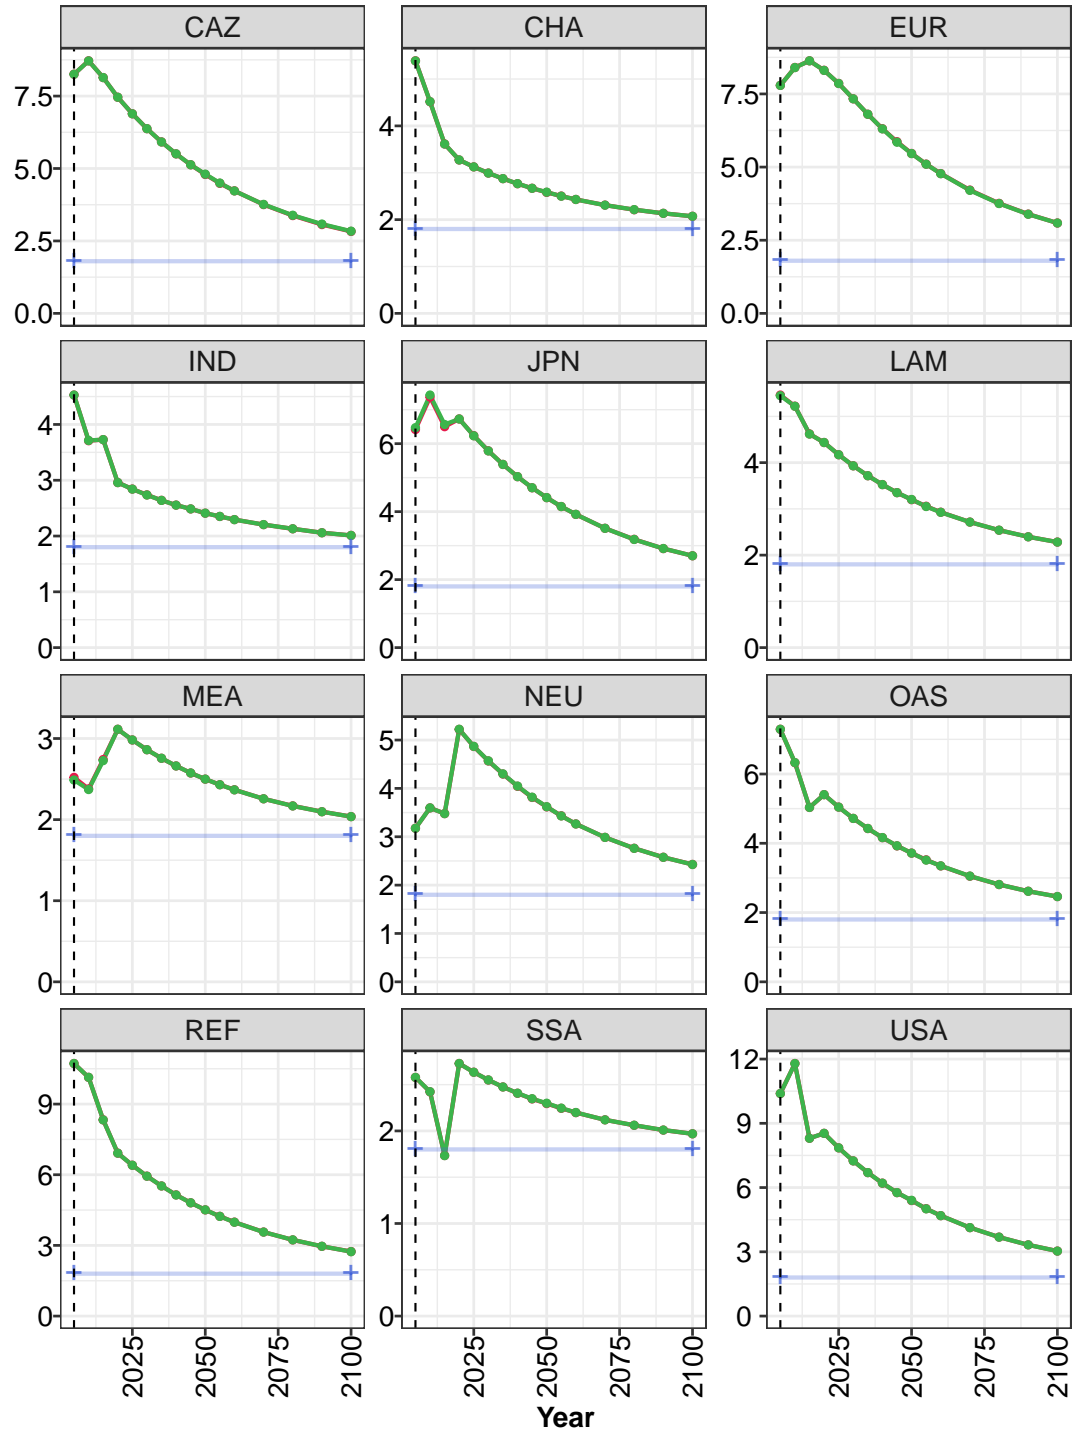 CAZ CHA EUR
7.5 4 7.5
5.0 2 5.0
2.5 0 2.5
0.0 0.0
IND JPN LAM
4 6 4
3 4 2
2 2 0
1 0
0
MEA NEU OAS
3 5 6
2 4 4
1 3 2
0 2 0
1
0
REF SSA USA
9 2 12
6 1 9
3 0 6
0 3
0
2025 2050 2075 2100 2025 2050 2075 2100 2025 2050 2075 2100
Year